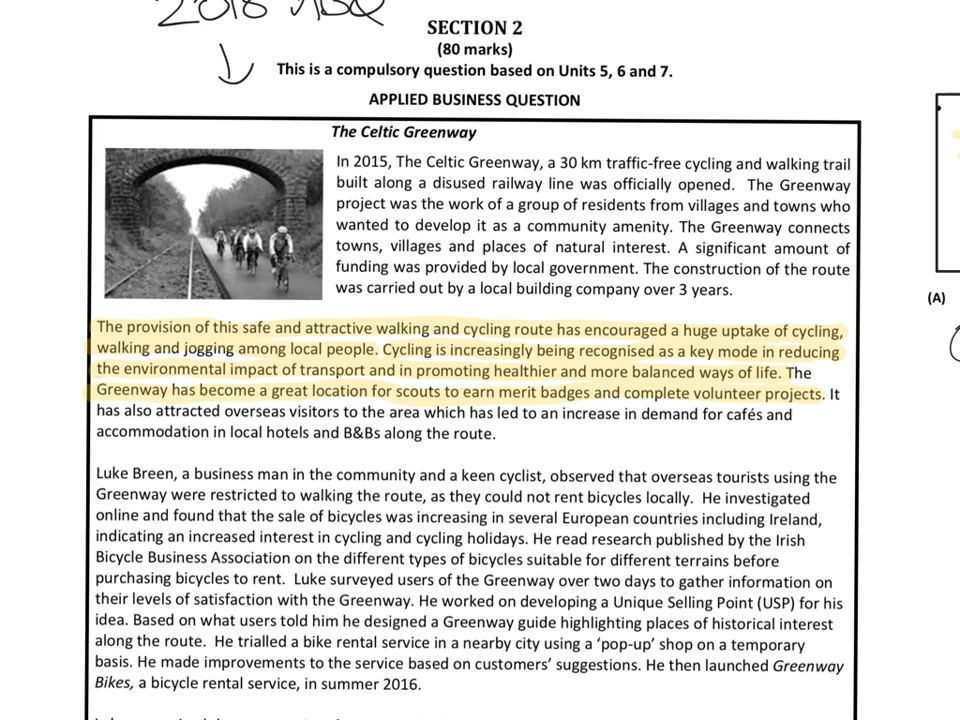 2018 ABQ
SECTION 2
(80 marks)
This is a compulsory question based on Units 5, 6 and 7.
APPLIED BUSINESS QUESTION
The Celtic Greenway
In 2015, The Celtic Greenway, a 30 km traffic-free cycling and walking trail
built along a disused railway line was officially opened. The Greenway
project was the work of a group of residents from villages and towns who
wanted to develop it as a community amenity. The Greenway connects
towns, villages and places of natural interest. A significant amount of
funding was provided by local government. The construction of the route
was carried out by a local building company over 3 years.
The provision of this safe and attractive walking and cycling route has encouraged a huge uptake of cycling,
walking and jogging among local people. Cycling is increasingly being recognised as a key mode in reducing
the environmental impact of transport and in promoting healthier and more balanced ways of life. The
Greenway has become a great location for scouts to earn merit badges and complete volunteer projects. It
has also attracted overseas visitors to the area which has led to an increase in demand for cafés and
accommodation in local hotels and B&Bs along the route.
Luke Breen, a business man in the community and a keen cyclist, observed that overseas tourists using the
Greenway were restricted to walking the route, as they could not rent bicycles locally. He investigated
online and found that the sale of bicycles was increasing in several European countries including Ireland,
indicating an increased interest in cycling and cycling holidays. He read research published by the Irish
Bicycle Business Association on the different types of bicycles suitable for different terrains before
purchasing bicycles to rent. Luke surveyed users of the Greenway over two days to gather information on
their levels of satisfaction with the Greenway. He worked on developing a Unique Selling Point (USP) for his
idea. Based on what users told him he designed a Greenway guide highlighting places of historical interest
along the route. He trialled a bike rental service in a nearby city using a ‘pop-up’ shop on a temporary
basis. He made improvements to the service based on customers’ suggestions. He then launched Greenway
Bikes, a bicycle rental service, in summer 2016.
(A)